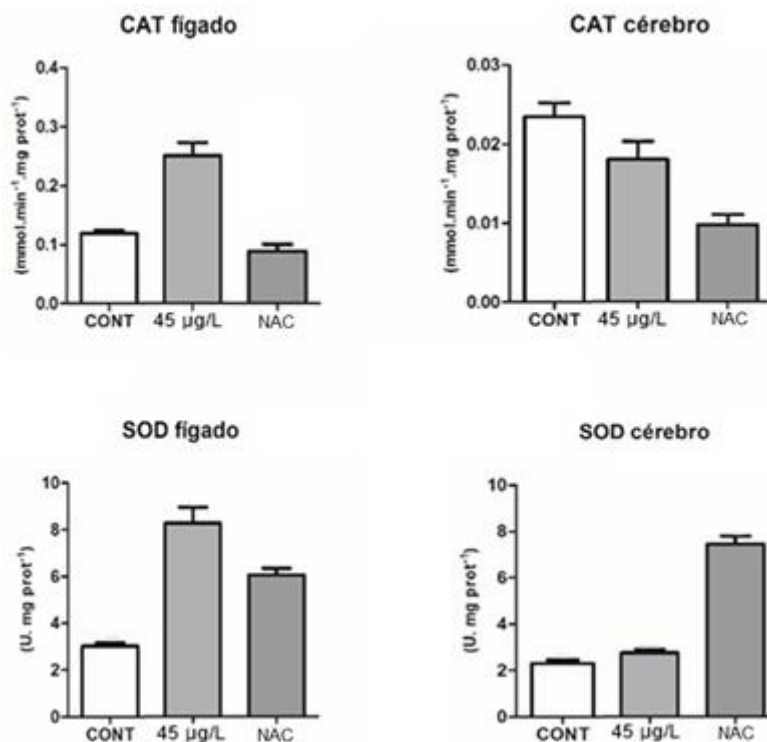 CAT fígado
(mmol.min⁻¹.mg prot⁻¹)
0.4
0.3
0.2
0.1
0.0
CONT 45 µg/L NAC
CAT cérebro
(mmol.min⁻¹.mg prot⁻¹)
0.03
0.02
0.01
0.00
CONT 45 µg/L NAC
SOD fígado
(U. mg prot⁻¹)
10
8
6
4
2
0
CONT 45 µg/L NAC
SOD cérebro
(U. mg prot⁻¹)
10
8
6
4
2
0
CONT 45 µg/L NAC